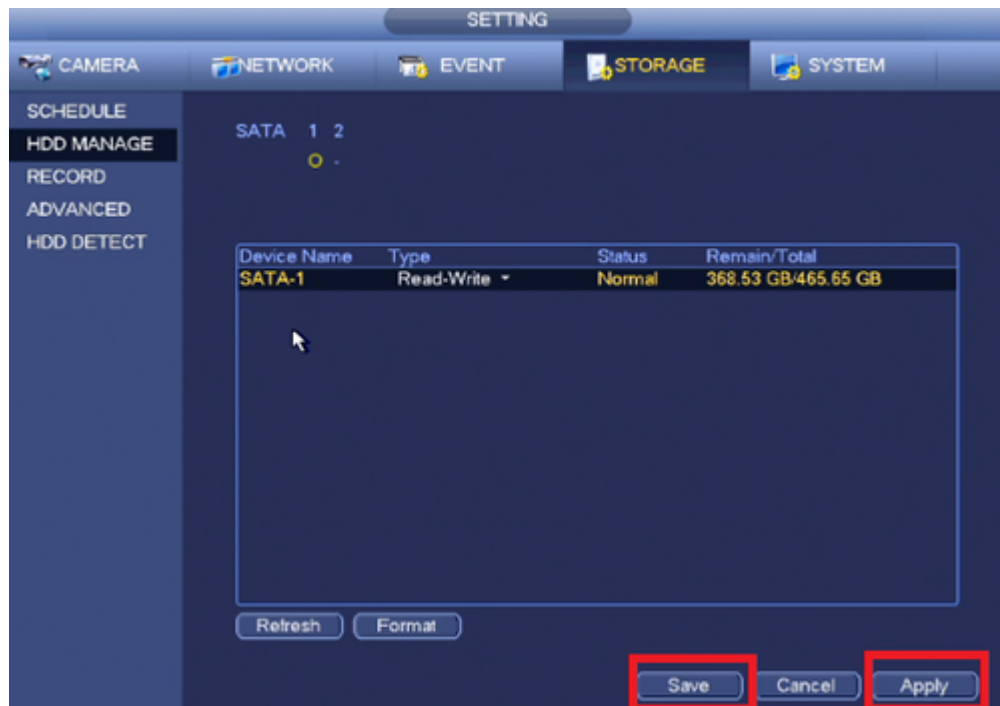 SETTING
CAMERA NETWORK EVENT STORAGE SYSTEM
SCHEDULE
HDD MANAGE
RECORD
ADVANCED
HDD DETECT
SATA 1 2
O -
Device Name Type Status Remain/Total
SATA-1 Read-Write Normal 368.53 GB/465.65 GB
Refresh Format
Save Cancel Apply